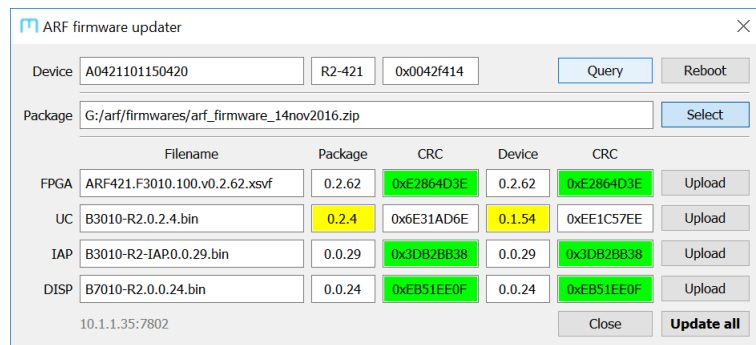 ARF firmware updater
Device A0421101150420 R2-421 0x0042f414 Query Reboot
Package G:/arf/firmwares/arf_firmware_14nov2016.zip Select
Filename Package CRC Device CRC
FPGA ARF421.F3010.100.v0.2.62.xsvf 0.2.62 0xE2864D3E 0.2.62 0xE2864D3E Upload
UC B3010-R2.0.2.4.bin 0.2.4 0x6E31AD6E 0.1.54 0xEE1C57EE Upload
IAP B3010-R2-IAP.0.0.29.bin 0.0.29 0x3DB2BB38 0.0.29 0x3DB2BB38 Upload
DISP B7010-R2.0.0.24.bin 0.0.24 0xEB51EE0F 0.0.24 0xEB51EE0F Upload
10.1.1.35:7802 Close Update all